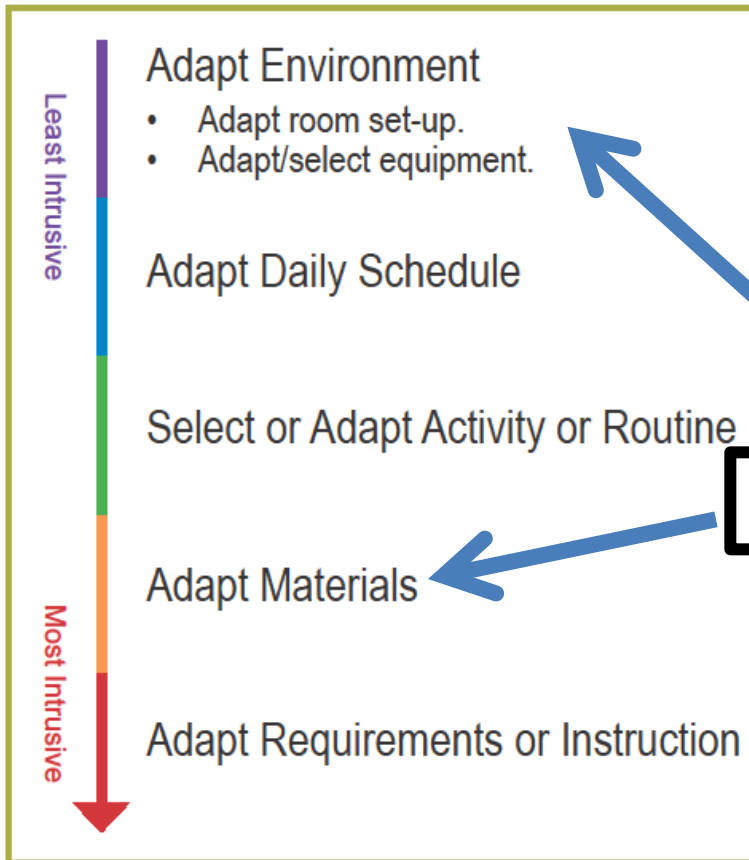 Adapt Environment
• Adapt room set-up.
• Adapt/select equipment.
Least Intrusive
Adapt Daily Schedule
Select or Adapt Activity or Routine
Adapt Materials
Most Intrusive
Adapt Requirements or Instruction